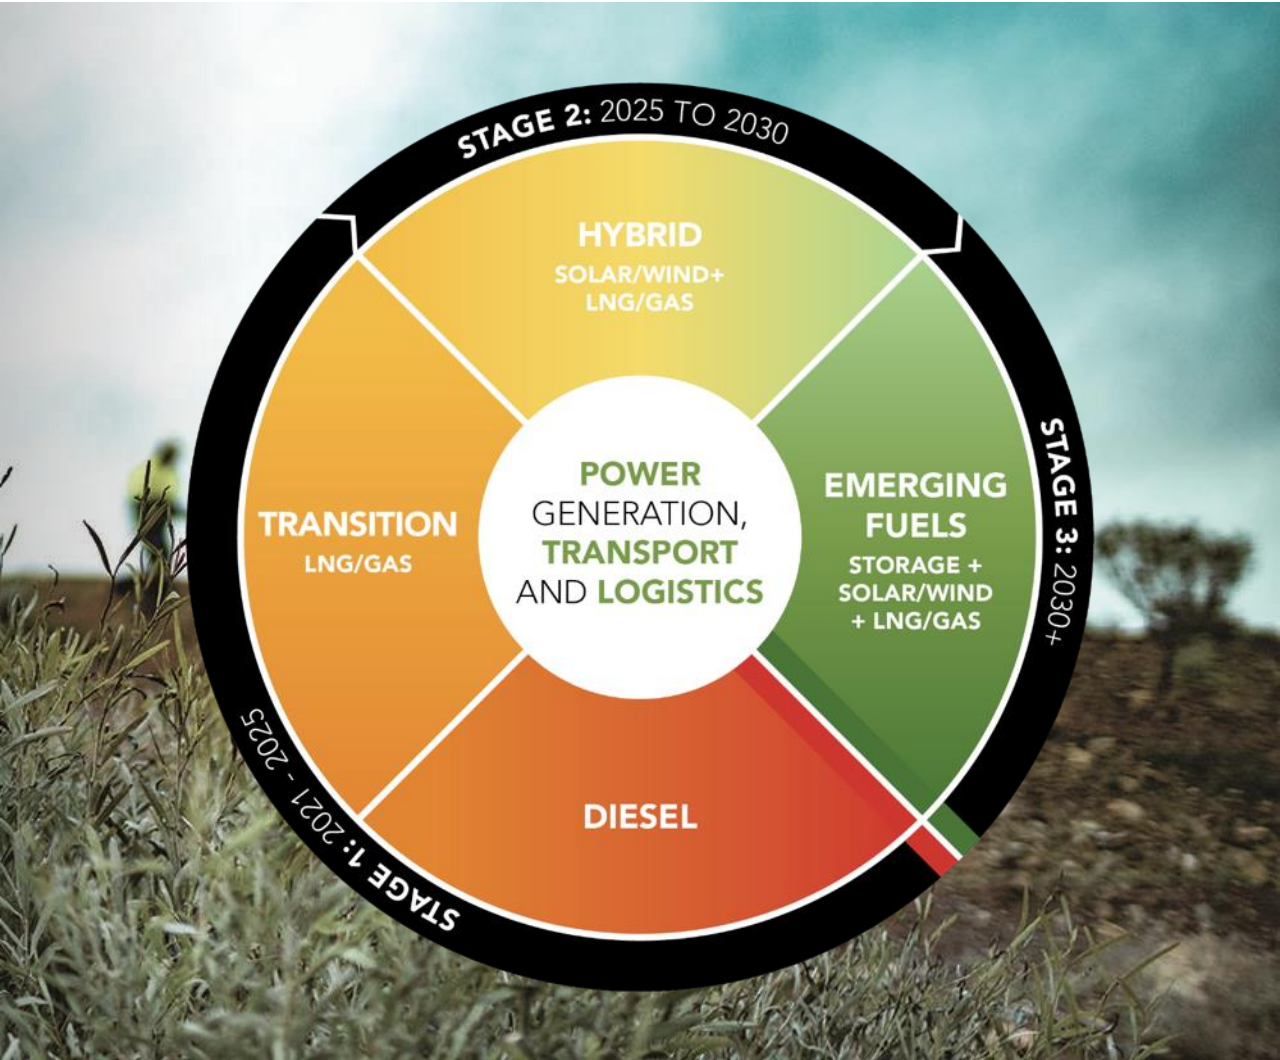 STAGE 2: 2025 TO 2030
HYBRID
SOLAR/WIND+
LNG/GAS
POWER
GENERATION,
TRANSPORT
AND LOGISTICS
EMERGING
FUELS
STORAGE +
SOLAR/WIND
+ LNG/GAS
STAGE 3: 2030+
TRANSITION
LNG/GAS
DIESEL
STAGE 1: 2021 - 2025